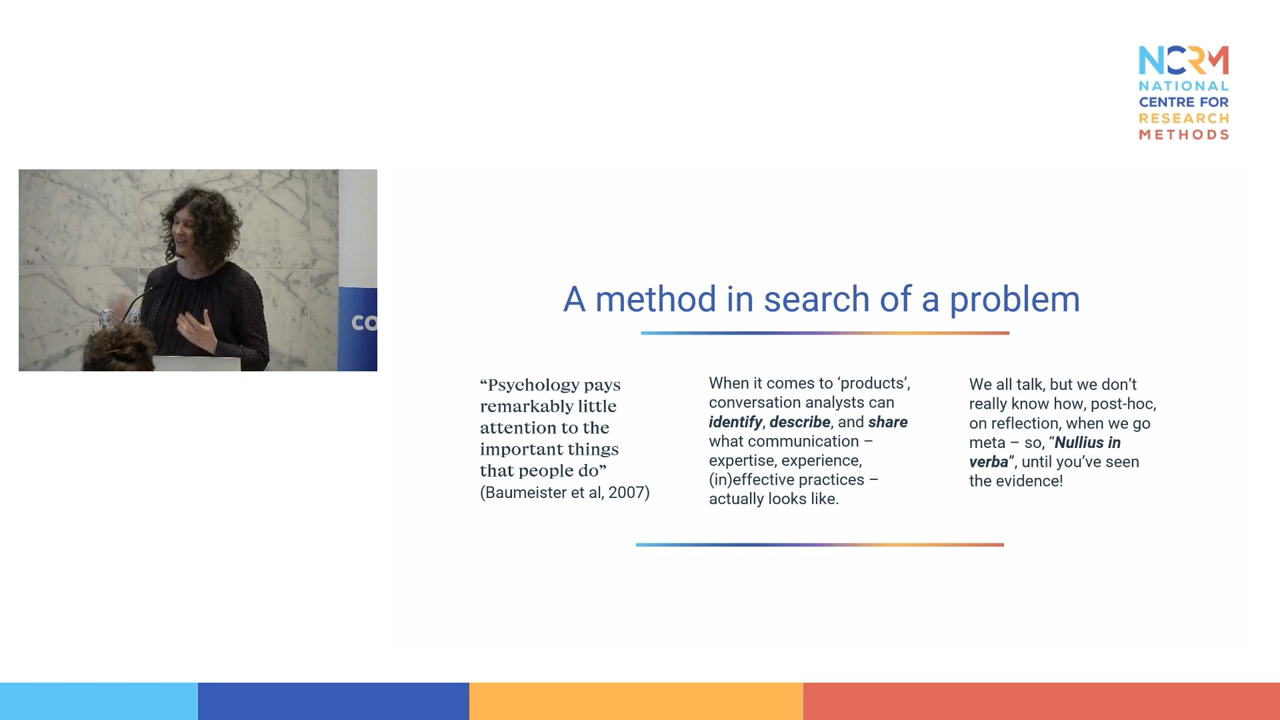 NCRM
NATIONAL
CENTRE FOR
RESEARCH
METHODS
co
A method in search of a problem
“Psychology pays
remarkably little
attention to the
important things
that people do”
(Baumeister et al, 2007)
When it comes to ‘products’,
conversation analysts can
identify, describe, and share
what communication –
expertise, experience,
(in)effective practices –
actually looks like.
We all talk, but we don’t
really know how, post-hoc,
on reflection, when we go
meta – so, “Nullius in
verba”, until you’ve seen
the evidence!